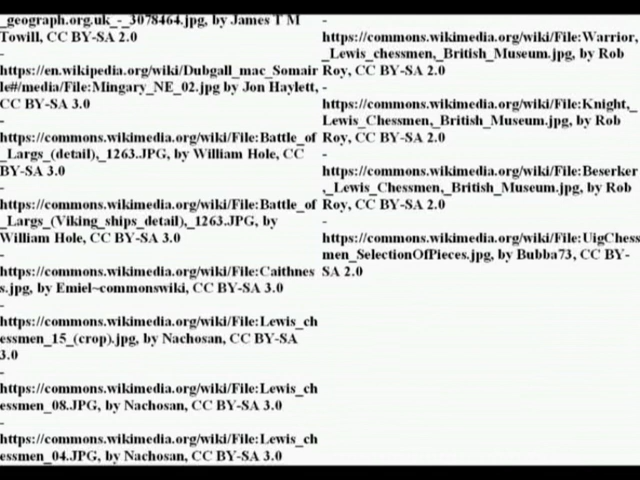 _geograph.org.uk_-_3078464.jpg, by James T M
Towill, CC BY-SA 2.0
-
https://en.wikipedia.org/wiki/Dubgall_mac_Somair
le#/media/File:Mingary_NE_02.jpg by Jon Haylett,
CC BY-SA 3.0
-
https://commons.wikimedia.org/wiki/File:Battle_of
_Largs_(detail),_1263.JPG, by William Hole, CC
BY-SA 3.0
-
https://commons.wikimedia.org/wiki/File:Battle_of
_Largs_(Viking_ships_detail),_1263.JPG, by
William Hole, CC BY-SA 3.0
-
https://commons.wikimedia.org/wiki/File:Caithnes
s.jpg, by Emiel~commonswiki, CC BY-SA 3.0
-
https://commons.wikimedia.org/wiki/File:Lewis_ch
essmen_15_(crop).jpg, by Nachosan, CC BY-SA
3.0
-
https://commons.wikimedia.org/wiki/File:Lewis_ch
essmen_08.JPG, by Nachosan, CC BY-SA 3.0
-
https://commons.wikimedia.org/wiki/File:Lewis_ch
essmen_04.JPG, by Nachosan, CC BY-SA 3.0
-
https://commons.wikimedia.org/wiki/File:Warrior,
_Lewis_chessmen,_British_Museum.jpg, by Rob
Roy, CC BY-SA 2.0
-
https://commons.wikimedia.org/wiki/File:Knight,_
Lewis_Chessmen,_British_Museum.jpg, by Rob
Roy, CC BY-SA 2.0
-
https://commons.wikimedia.org/wiki/File:Beserker
,_Lewis_Chessmen,_British_Museum.jpg, by Rob
Roy, CC BY-SA 2.0
-
https://commons.wikimedia.org/wiki/File:UigChess
men_SelectionOfPieces.jpg, by Bubba73, CC BY-
SA 2.0